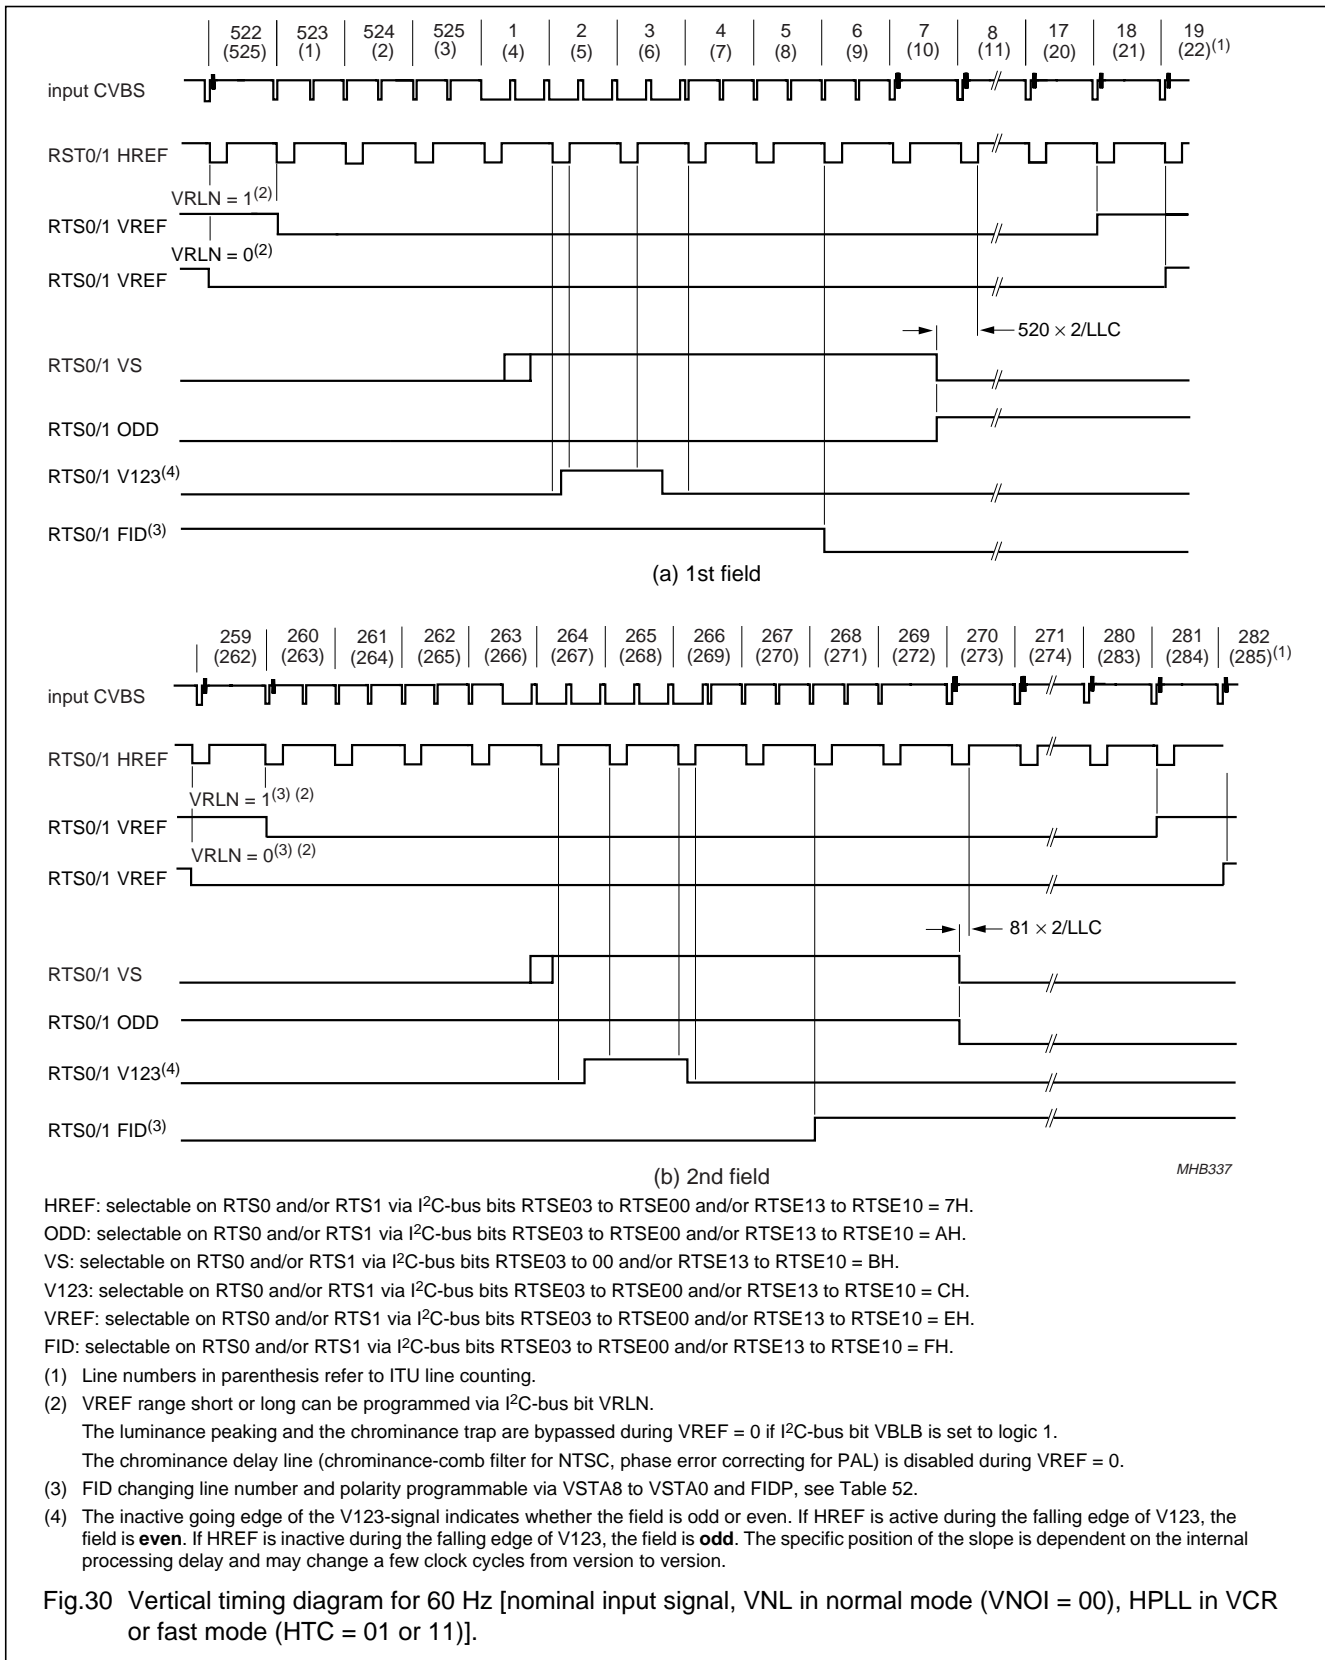 522 523 524 525 1 2 3 4 5 6 7 8 17 18 19
(525) (1) (2) (3) (4) (5) (6) (7) (8) (9) (10) (11) (20) (21) (22)(1)
input CVBS
RST0/1 HREF
VRLN = 1(2)
RTS0/1 VREF
VRLN = 0(2)
RTS0/1 VREF
520 × 2/LLC
RTS0/1 VS
RTS0/1 ODD
RTS0/1 V123(4)
RTS0/1 FID(3)
(a) 1st field
259 260 261 262 263 264 265 266 267 268 269 270 271 280 281 282
(262) (263) (264) (265) (266) (267) (268) (269) (270) (271) (272) (273) (274) (283) (284) (285)(1)
input CVBS
RTS0/1 HREF
VRLN = 1(3) (2)
RTS0/1 VREF
VRLN = 0(3) (2)
RTS0/1 VREF
81 × 2/LLC
RTS0/1 VS
RTS0/1 ODD
RTS0/1 V123(4)
RTS0/1 FID(3)
(b) 2nd field
MHB337
HREF: selectable on RTS0 and/or RTS1 via I2C-bus bits RTSE03 to RTSE00 and/or RTSE13 to RTSE10 = 7H.
ODD: selectable on RTS0 and/or RTS1 via I2C-bus bits RTSE03 to RTSE00 and/or RTSE13 to RTSE10 = AH.
VS: selectable on RTS0 and/or RTS1 via I2C-bus bits RTSE03 to 00 and/or RTSE13 to RTSE10 = BH.
V123: selectable on RTS0 and/or RTS1 via I2C-bus bits RTSE03 to RTSE00 and/or RTSE13 to RTSE10 = CH.
VREF: selectable on RTS0 and/or RTS1 via I2C-bus bits RTSE03 to RTSE00 and/or RTSE13 to RTSE10 = EH.
FID: selectable on RTS0 and/or RTS1 via I2C-bus bits RTSE03 to RTSE00 and/or RTSE13 to RTSE10 = FH.
(1) Line numbers in parenthesis refer to ITU line counting.
(2) VREF range short or long can be programmed via I2C-bus bit VRLN.
The luminance peaking and the chrominance trap are bypassed during VREF = 0 if I2C-bus bit VBLB is set to logic 1.
The chrominance delay line (chrominance-comb filter for NTSC, phase error correcting for PAL) is disabled during VREF = 0.
(3) FID changing line number and polarity programmable via VSTA8 to VSTA0 and FIDP, see Table 52.
(4) The inactive going edge of the V123-signal indicates whether the field is odd or even. If HREF is active during the falling edge of V123, the
field is even. If HREF is inactive during the falling edge of V123, the field is odd. The specific position of the slope is dependent on the internal
processing delay and may change a few clock cycles from version to version.
Fig.30 Vertical timing diagram for 60 Hz [nominal input signal, VNL in normal mode (VNOI = 00), HPLL in VCR
or fast mode (HTC = 01 or 11)].